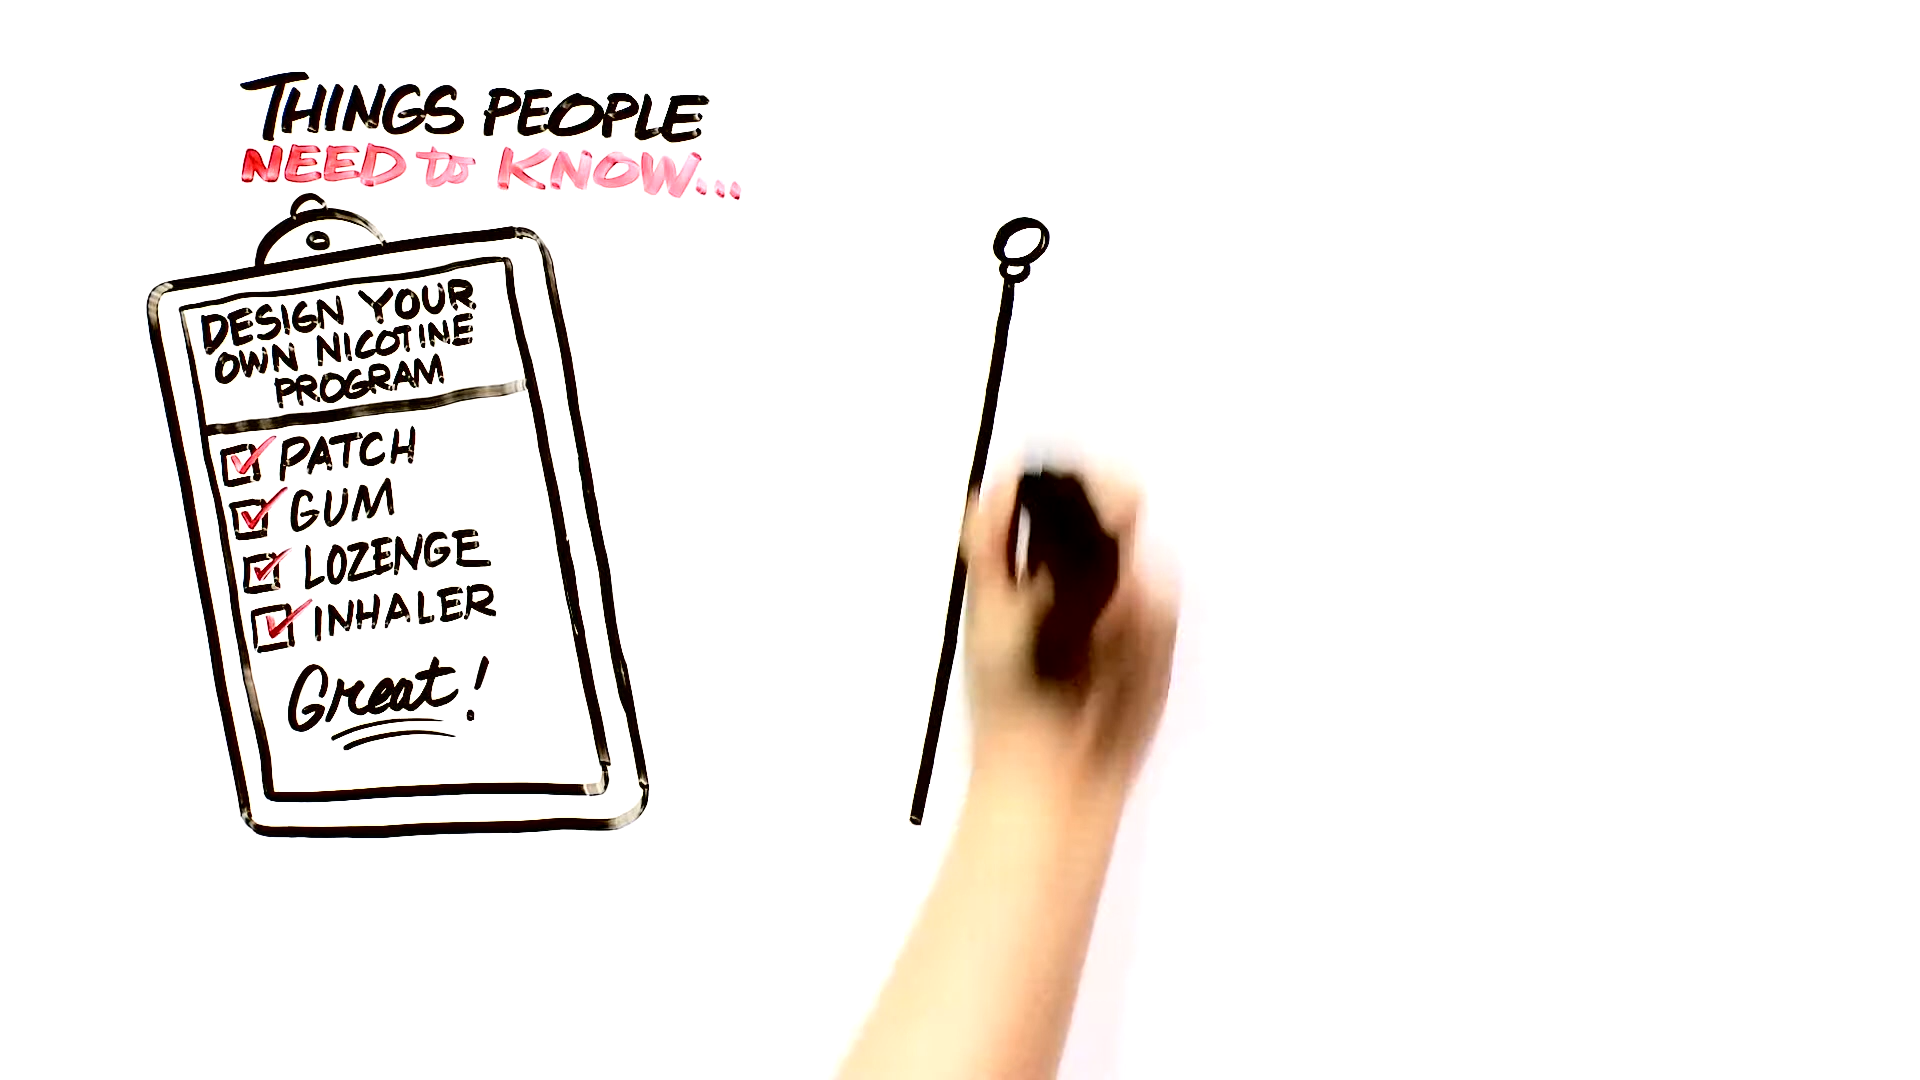 THINGS PEOPLE
NEED to KNOW...
DESIGN YOUR
OWN NICOTINE
PROGRAM
PATCH
GUM
LOZENGE
INHALER
Great!